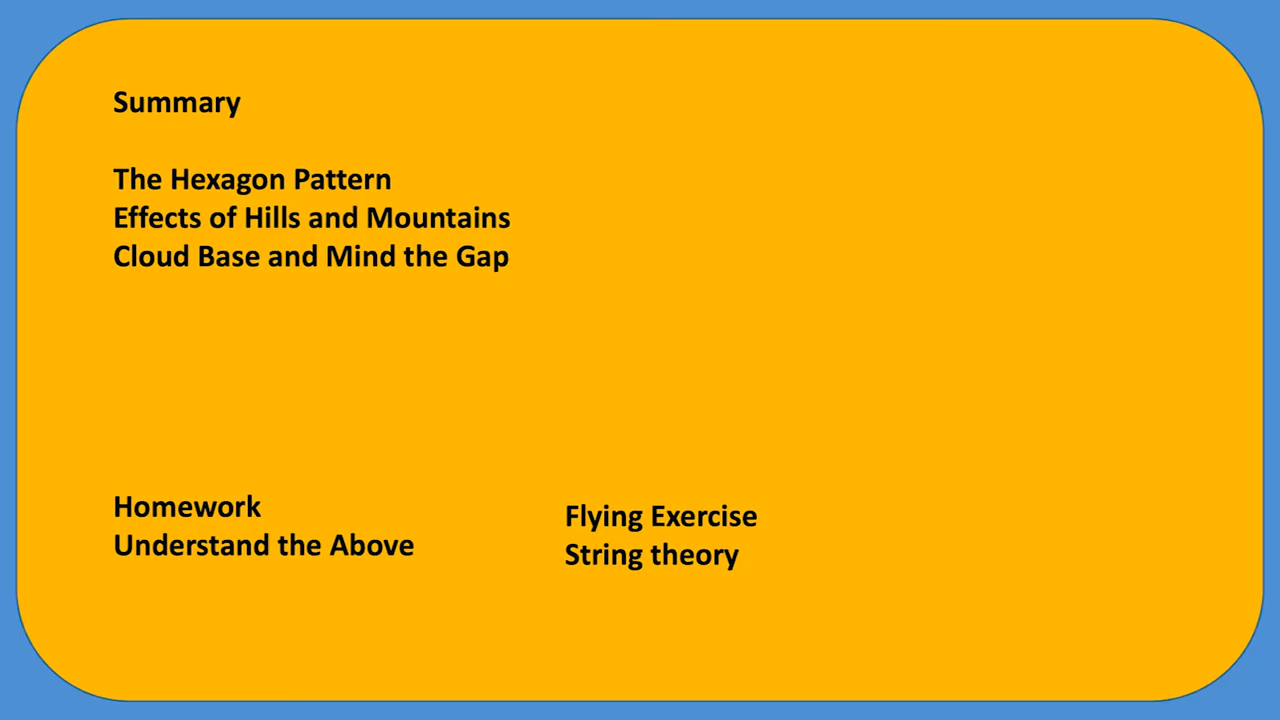 Summary
The Hexagon Pattern
Effects of Hills and Mountains
Cloud Base and Mind the Gap
Homework
Understand the Above
Flying Exercise
String theory